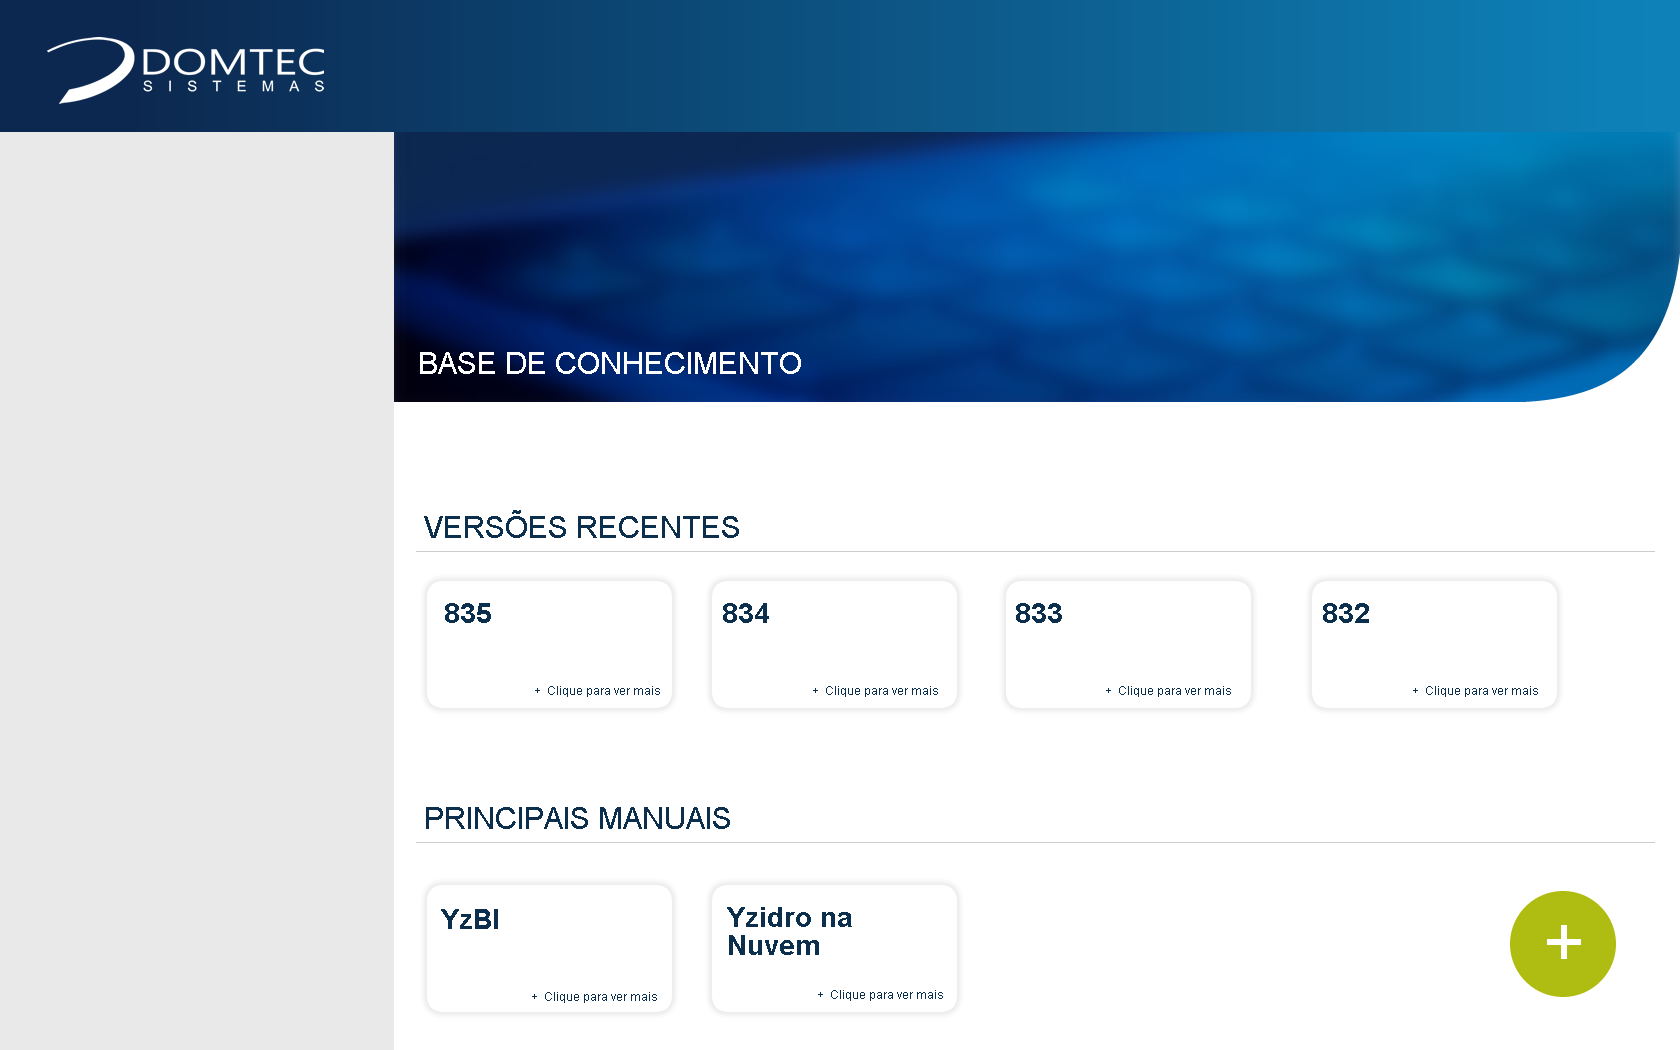 DOMTEC
SISTEMAS
BASE DE CONHECIMENTO
VERSÕES RECENTES
835
+ Clique para ver mais
834
+ Clique para ver mais
833
+ Clique para ver mais
832
+ Clique para ver mais
PRINCIPAIS MANUAIS
YzBI
+ Clique para ver mais
Yzidro na
Nuvem
+ Clique para ver mais
+